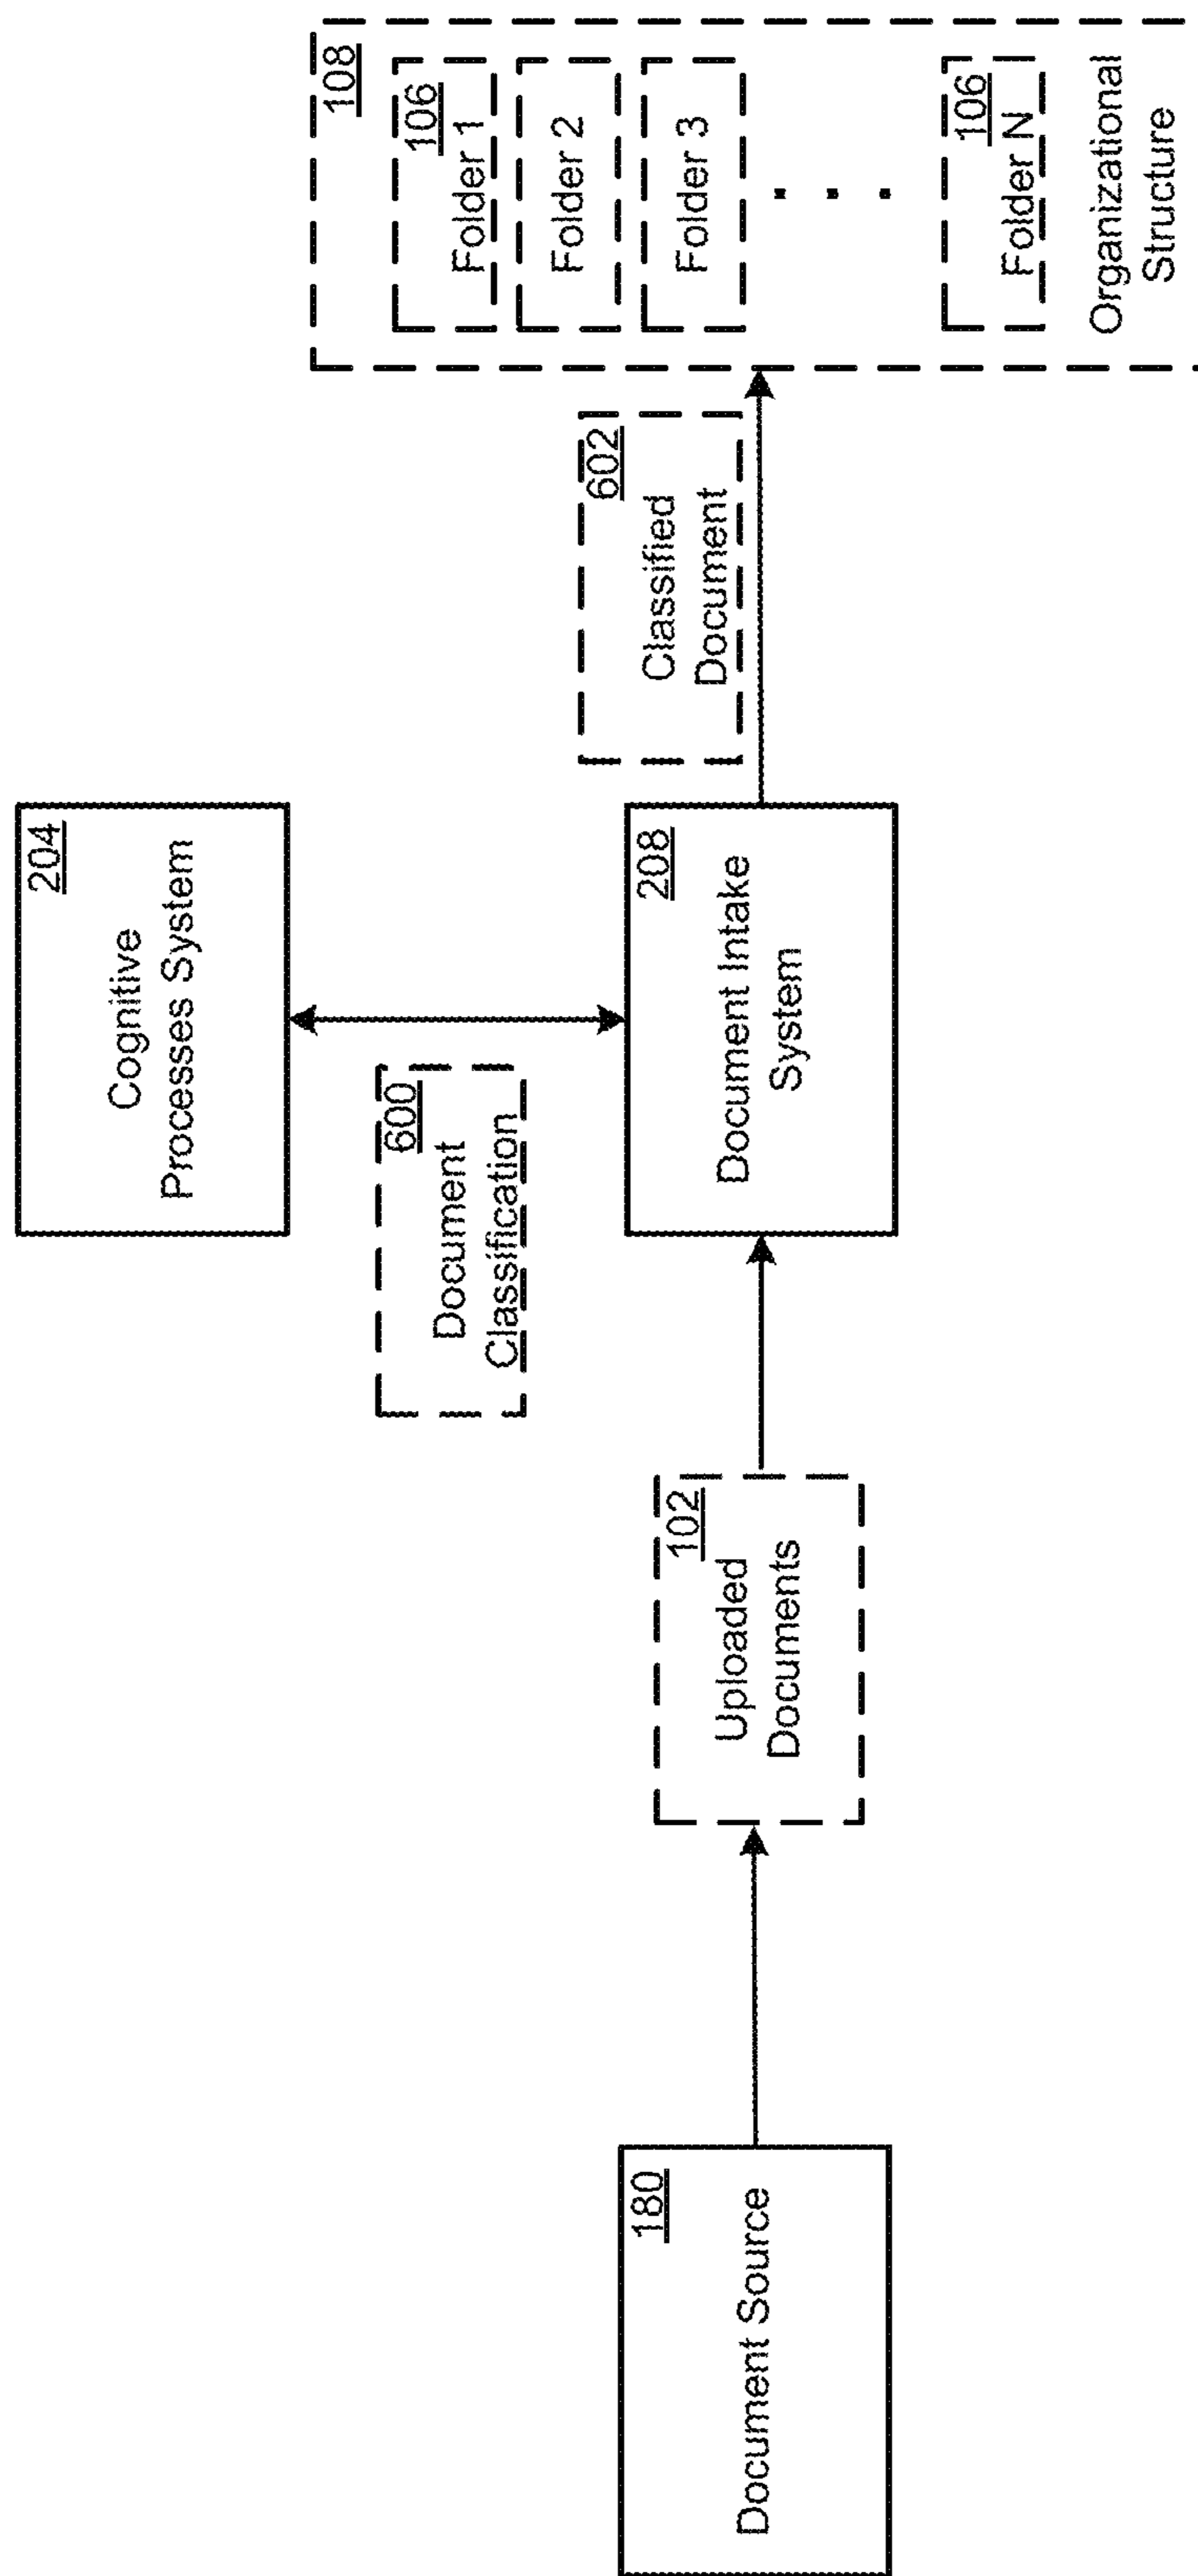 180
Document Source
102
Uploaded
Documents
204
Cognitive
Processes System
600
Document
Classification
208
Document Intake
System
602
Classified
Document
108
106
Folder 1
Folder 2
Folder 3
. . .
106
Folder N
Organizational
Structure